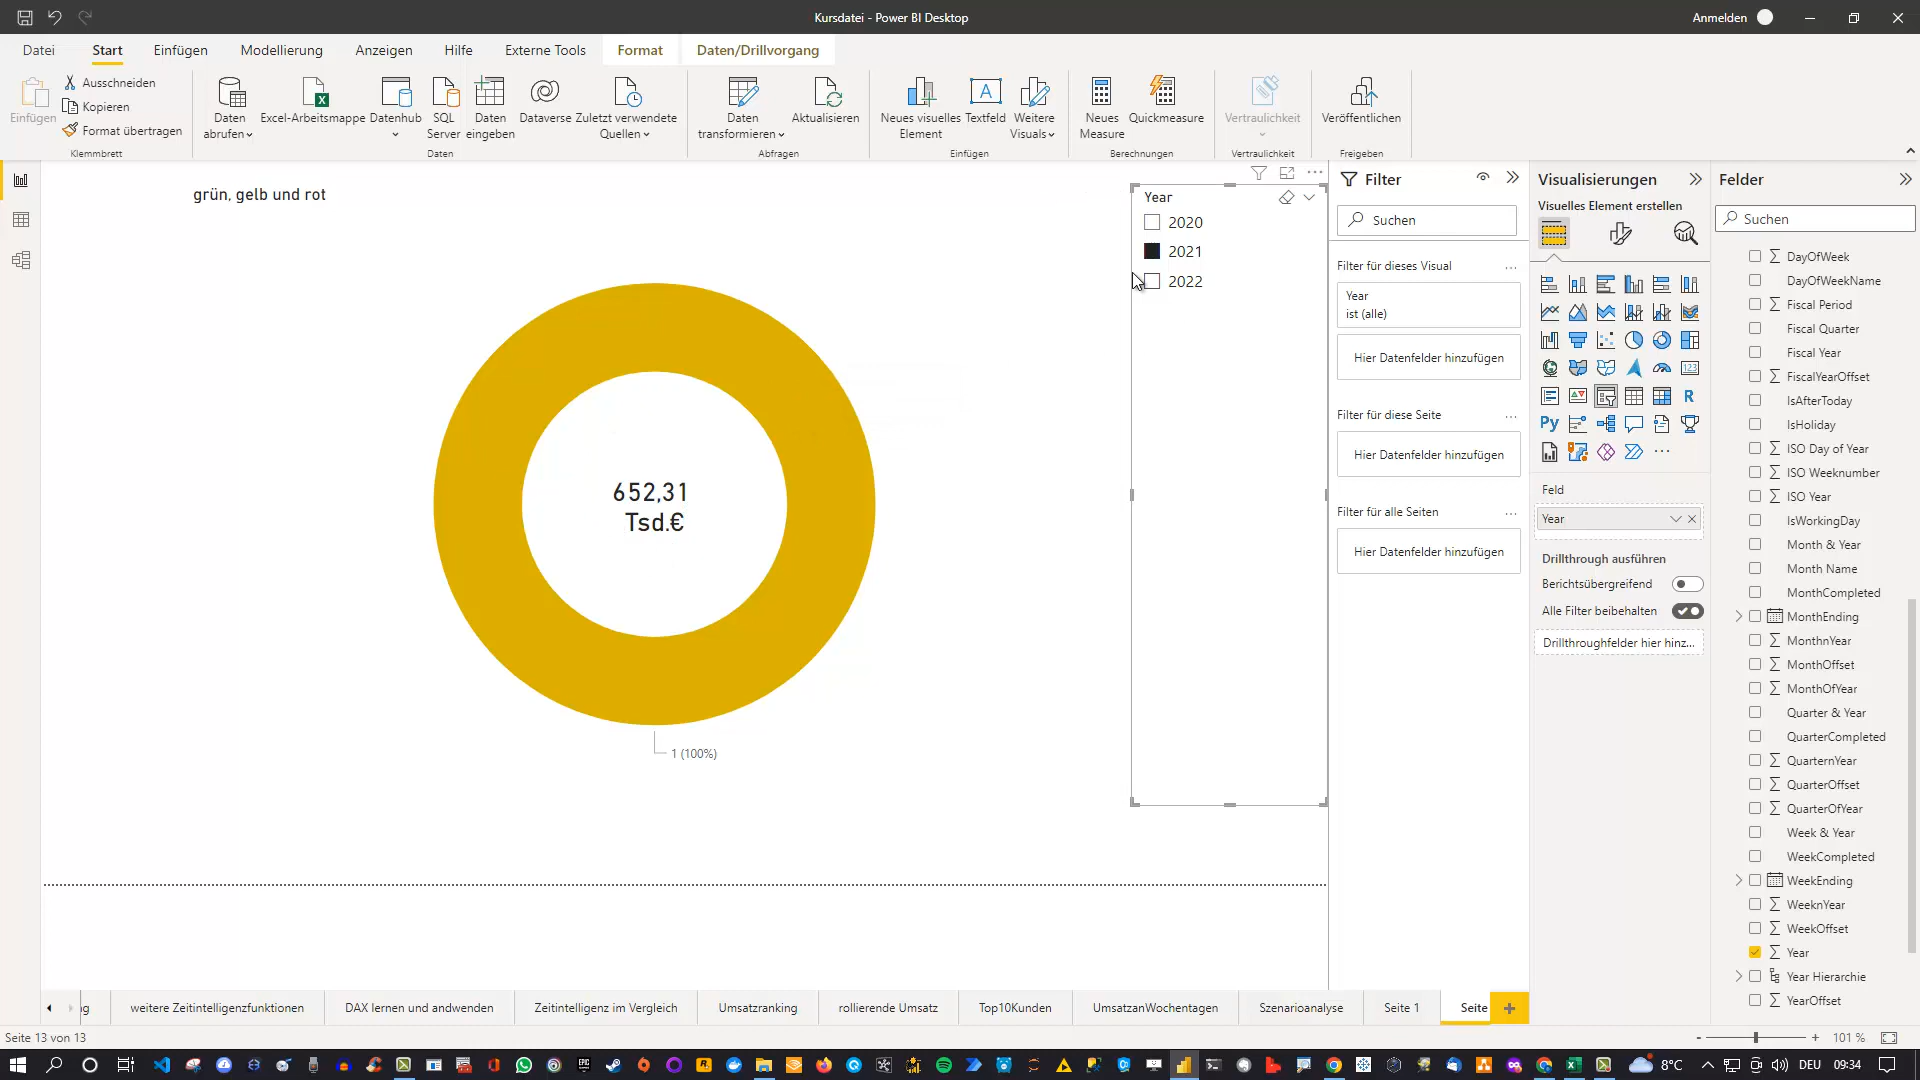 Kursdatei - Power BI Desktop
Anmelden
Datei
Start
Einfügen
Modellierung
Anzeigen
Hilfe
Externe Tools
Format
Daten/Drillvorgang
Einfügen
Ausschneiden
Kopieren
Format übertragen
Klemmbrett
Daten
abrufen
Excel-Arbeitsmappe
Datenhub
SQL
Server
Daten
eingeben
Dataverse
Zuletzt verwendete
Quellen
Daten
Daten
transformieren
Aktualisieren
Abfragen
Neues visuelles
Element
Textfeld
Weitere
Visuals
Einfügen
Neues
Measure
Quickmeasure
Berechnungen
Vertraulichkeit
Vertraulichkeit
Veröffentlichen
Freigeben
grün, gelb und rot
652,31
Tsd.€
1 (100%)
Year
2020
2021
2022
Filter
Suchen
Filter für dieses Visual
Year
ist (alle)
Hier Datenfelder hinzufügen
Filter für diese Seite
Hier Datenfelder hinzufügen
Filter für alle Seiten
Hier Datenfelder hinzufügen
Visualisierungen
Visuelles Element erstellen
123
R
Py
Feld
Year
Drillthrough ausführen
Berichtsübergreifend
Alle Filter beibehalten
Drillthroughfelder hier hinz...
Felder
Suchen
DayOfWeek
DayOfWeekName
Fiscal Period
Fiscal Quarter
Fiscal Year
FiscalYearOffset
IsAfterToday
IsHoliday
ISO Day of Year
ISO Weeknumber
ISO Year
IsWorkingDay
Month & Year
Month Name
MonthCompleted
MonthEnding
MonthnYear
MonthOffset
MonthOfYear
Quarter & Year
QuarterCompleted
QuarternYear
QuarterOffset
QuarterOfYear
Week & Year
WeekCompleted
WeekEnding
WeeknYear
WeekOffset
Year
Year Hierarchie
YearOffset
g
weitere Zeitintelligenzfunktionen
DAX lernen und andwenden
Zeitintelligenz im Vergleich
Umsatzranking
rollierende Umsatz
Top10Kunden
UmsatzanWochentagen
Szenarioanalyse
Seite 1
Seite
Seite 13 von 13
- + 101 %
8°C
DEU
09:34